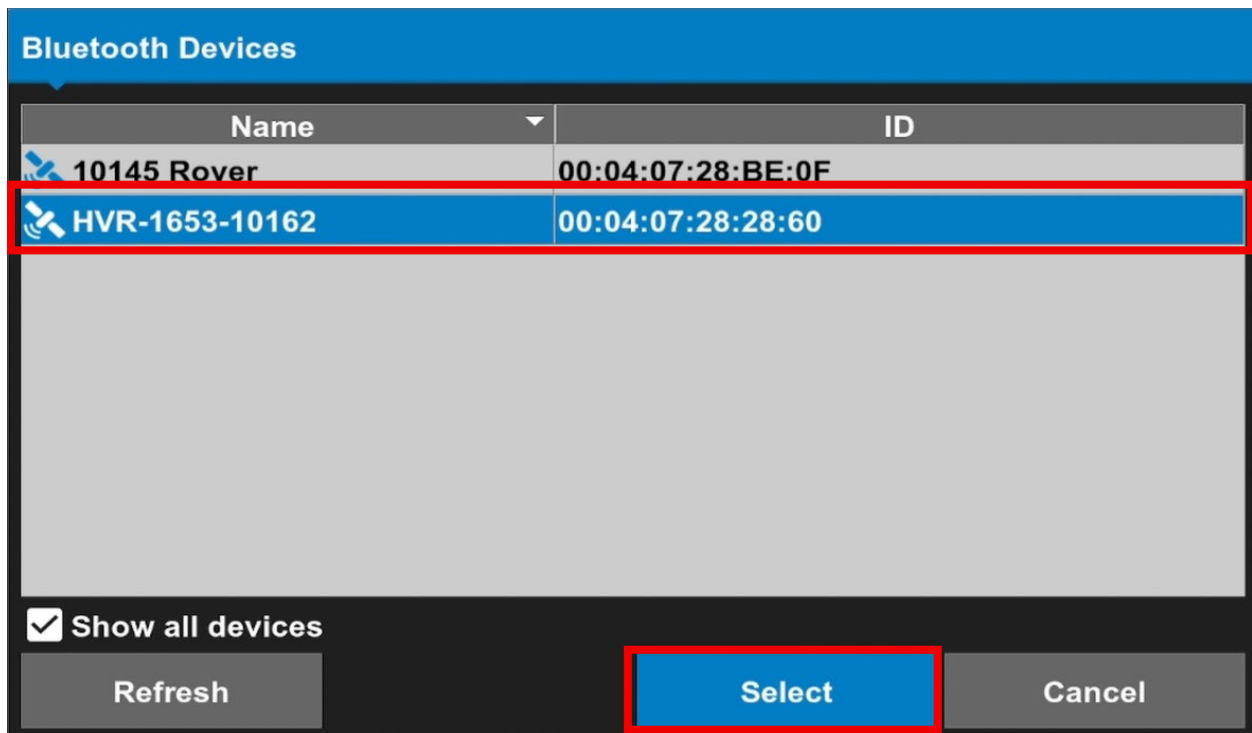 Bluetooth Devices
Name ID
10145 Rover 00:04:07:28:BE:0F
HVR-1653-10162 00:04:07:28:28:60
Show all devices
Refresh Select Cancel